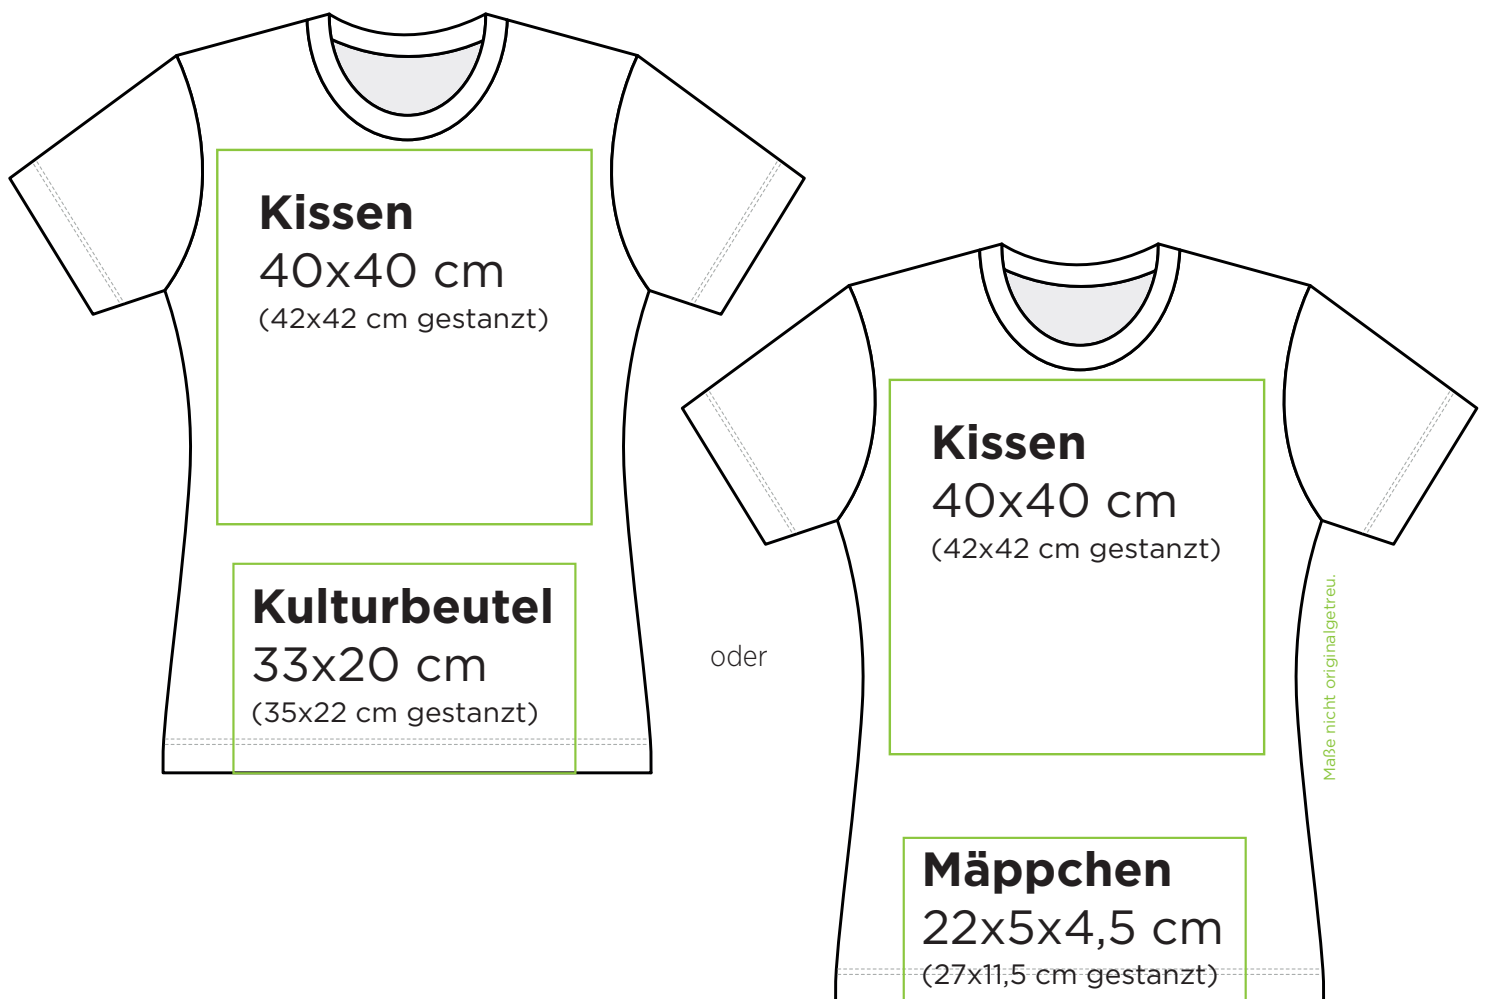 Kissen
40x40 cm
(42x42 cm gestanzt)
Kulturbeutel
33x20 cm
(35x22 cm gestanzt)
oder
Kissen
40x40 cm
(42x42 cm gestanzt)
Mäppchen
22x5x4,5 cm
(27x11,5 cm gestanzt)
Maße nicht originalgetreu.